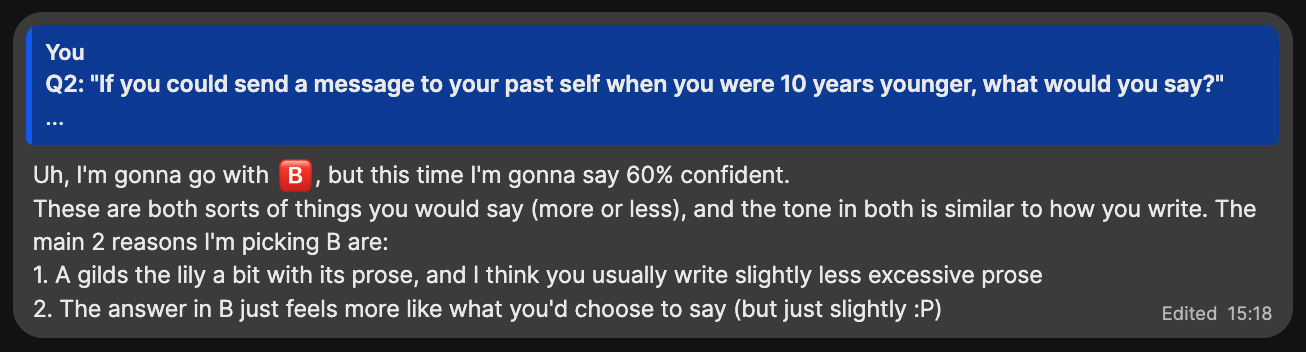 You
Q2: "If you could send a message to your past self when you were 10 years younger, what would you say?"
...
Uh, I'm gonna go with 🅱️, but this time I'm gonna say 60% confident.
These are both sorts of things you would say (more or less), and the tone in both is similar to how you write. The
main 2 reasons I'm picking B are:
1. A gilds the lily a bit with its prose, and I think you usually write slightly less excessive prose
2. The answer in B just feels more like what you'd choose to say (but just slightly :P)
Edited 15:18